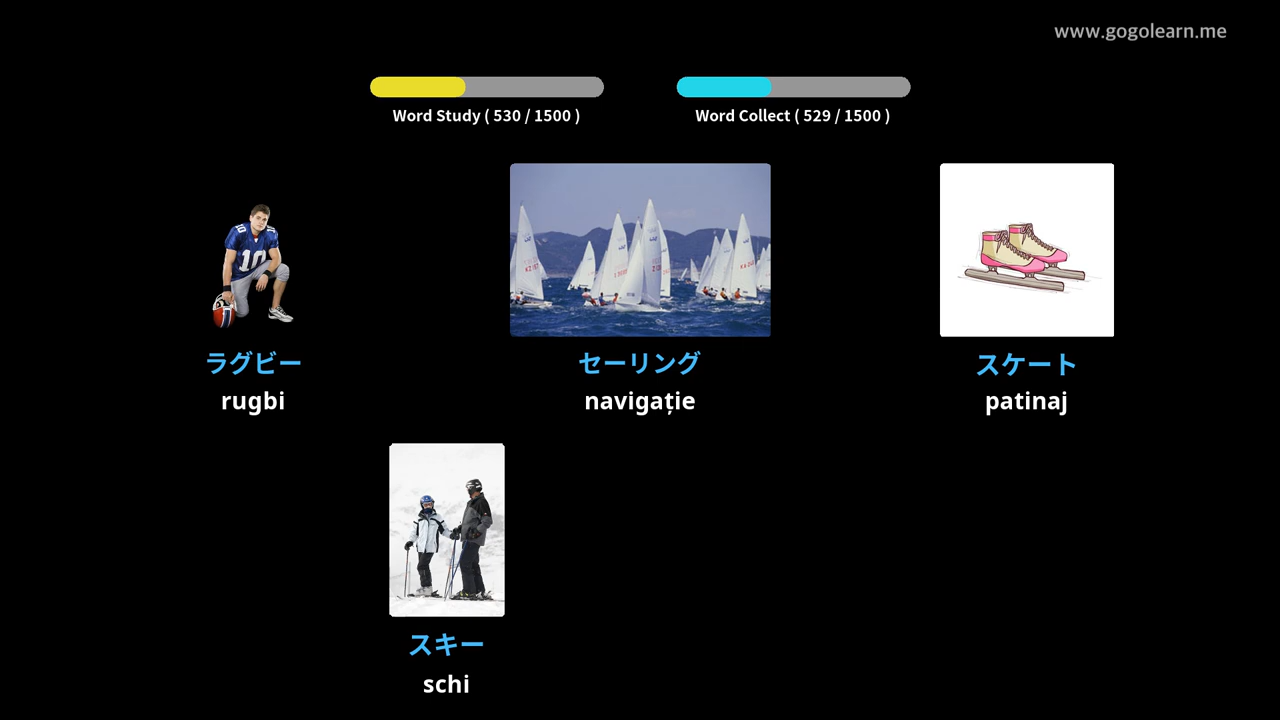 www.gogolearn.me
Word Study ( 530 / 1500 )
Word Collect ( 529 / 1500 )
ラグビー
rugbi
セーリング
navigație
スケート
patinaj
スキー
schi